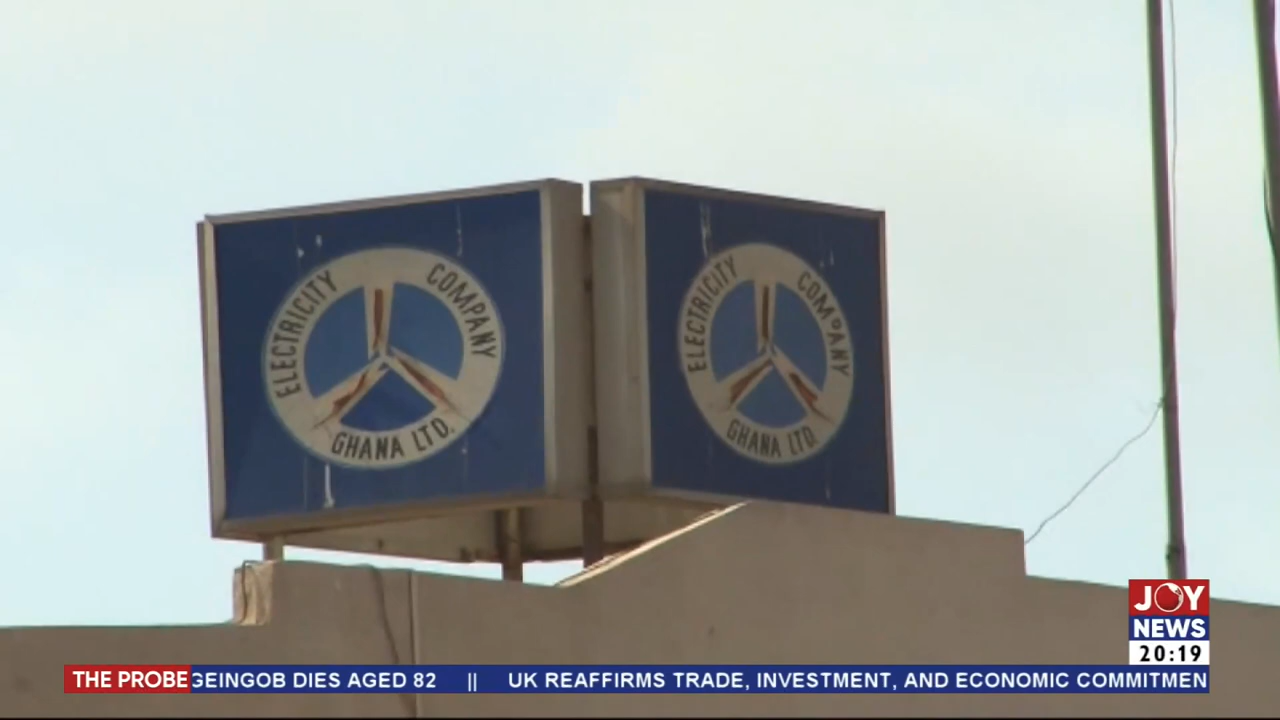 ELECTRICITY COMPANY
GHANA LTD.
ELECTRICITY COMPANY
GHANA LTD.
JOY
NEWS
20:19
THE PROBE GEINGOB DIES AGED 82 || UK REAFFIRMS TRADE, INVESTMENT, AND ECONOMIC COMMITMEN